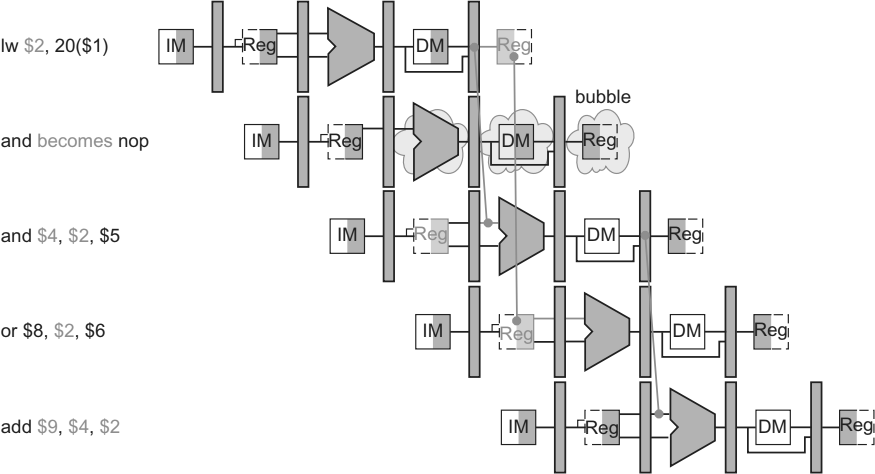 lw $2, 20($1) IM Reg DM Reg
bubble
and becomes nop IM Reg DM Reg
and $4, $2, $5 IM Reg DM Reg
or $8, $2, $6 IM Reg DM Reg
add $9, $4, $2 IM Reg DM Reg